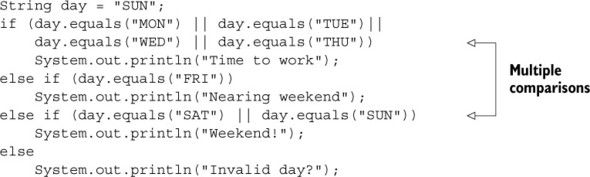 String day = "SUN";
if (day.equals("MON") || day.equals("TUE")||
    day.equals("WED") || day.equals("THU"))
    System.out.println("Time to work");
else if (day.equals("FRI"))
    System.out.println("Nearing weekend");
else if (day.equals("SAT") || day.equals("SUN"))
    System.out.println("Weekend!");
else
    System.out.println("Invalid day?");
Multiple
comparisons